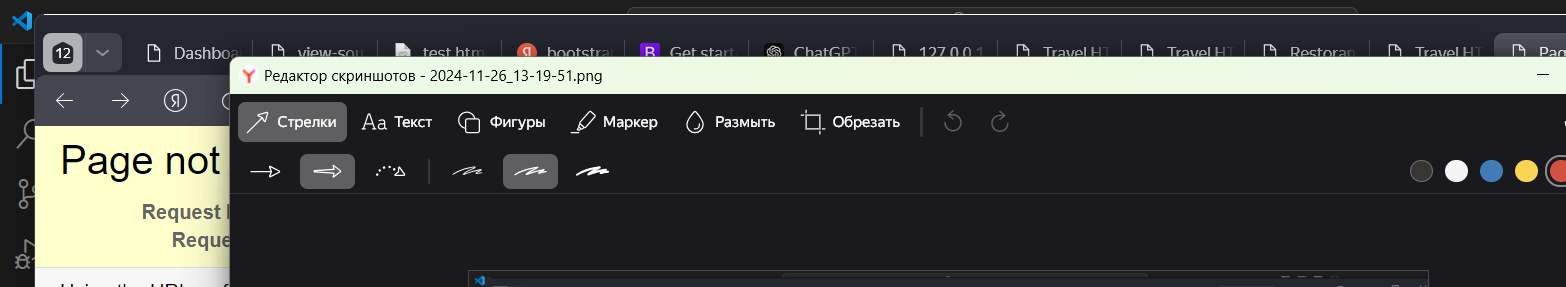 12 Dashboa view-sou test.htm bootstra Get start ChatGPT 127.0.0.1 Travel HT Travel HT Restoran Travel HT Pag
Редактор скриншотов - 2024-11-26_13-19-51.png
Стрелки Текст Фигуры Маркер Размыть Обрезать
Page not
Request
Reque